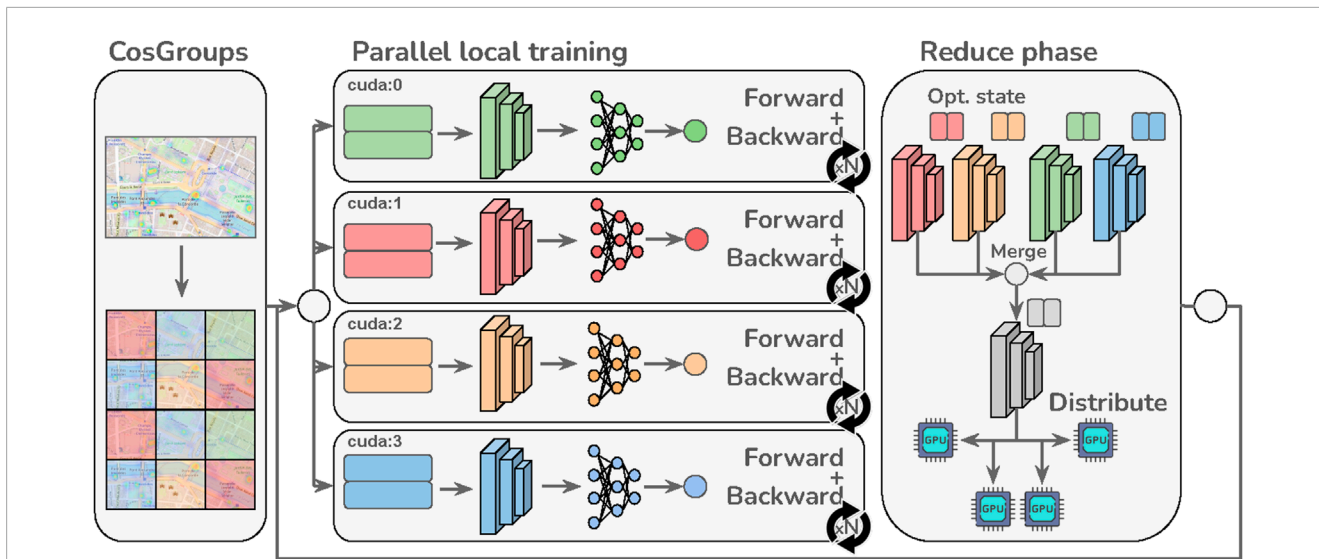 CosGroups
Parallel local training
Reduce phase
cuda:0
Forward
+
Backward
xN
cuda:1
Forward
+
Backward
xN
cuda:2
Forward
+
Backward
xN
cuda:3
Forward
+
Backward
xN
Opt. state
Merge
Distribute
GPU
GPU
GPU
GPU